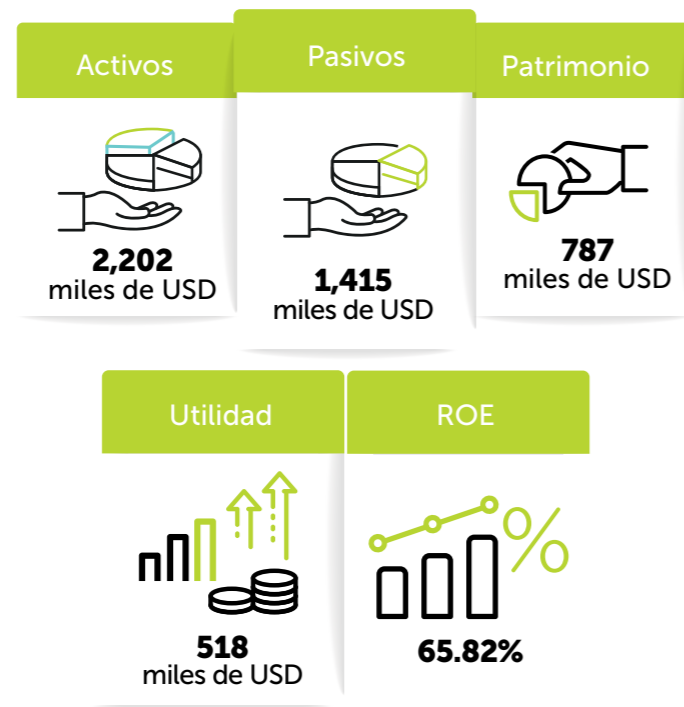 Activos
2,202
miles de USD
Pasivos
1,415
miles de USD
Patrimonio
787
miles de USD
Utilidad
518
miles de USD
ROE
%
65.82%